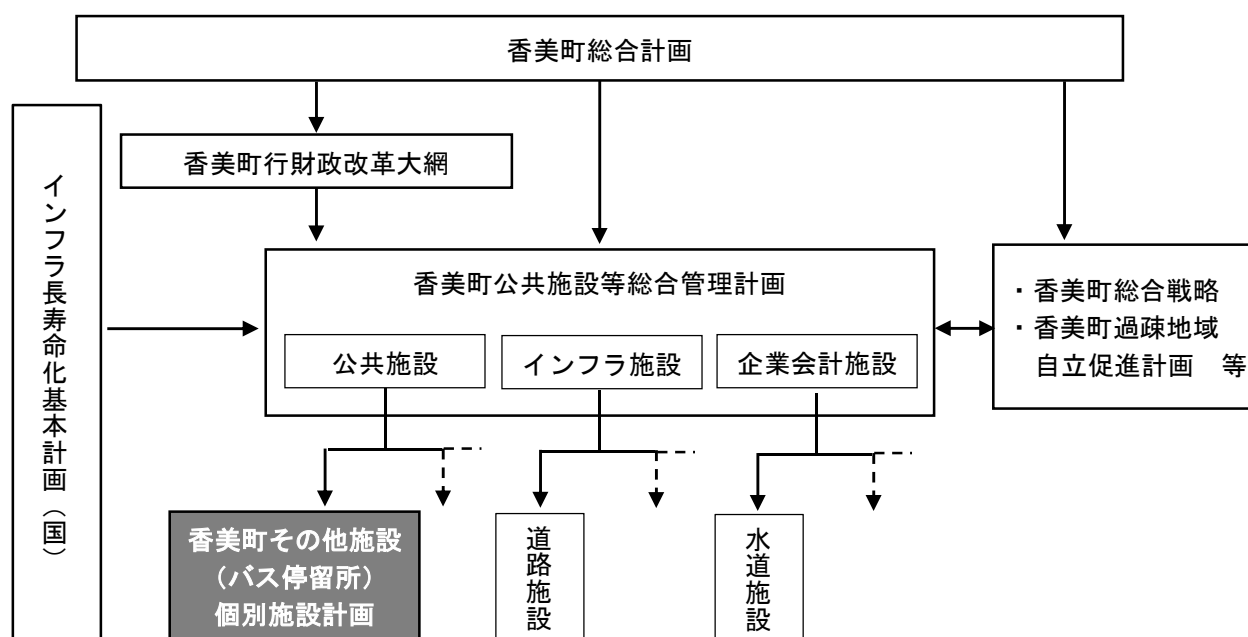 香美町総合計画
香美町行財政改革大綱
インフラ長寿命化基本計画（国）
香美町公共施設等総合管理計画
公共施設
インフラ施設
企業会計施設
・香美町総合戦略
・香美町過疎地域
自立促進計画　等
香美町その他施設
（バス停留所）
個別施設計画
道路施設
水道施設